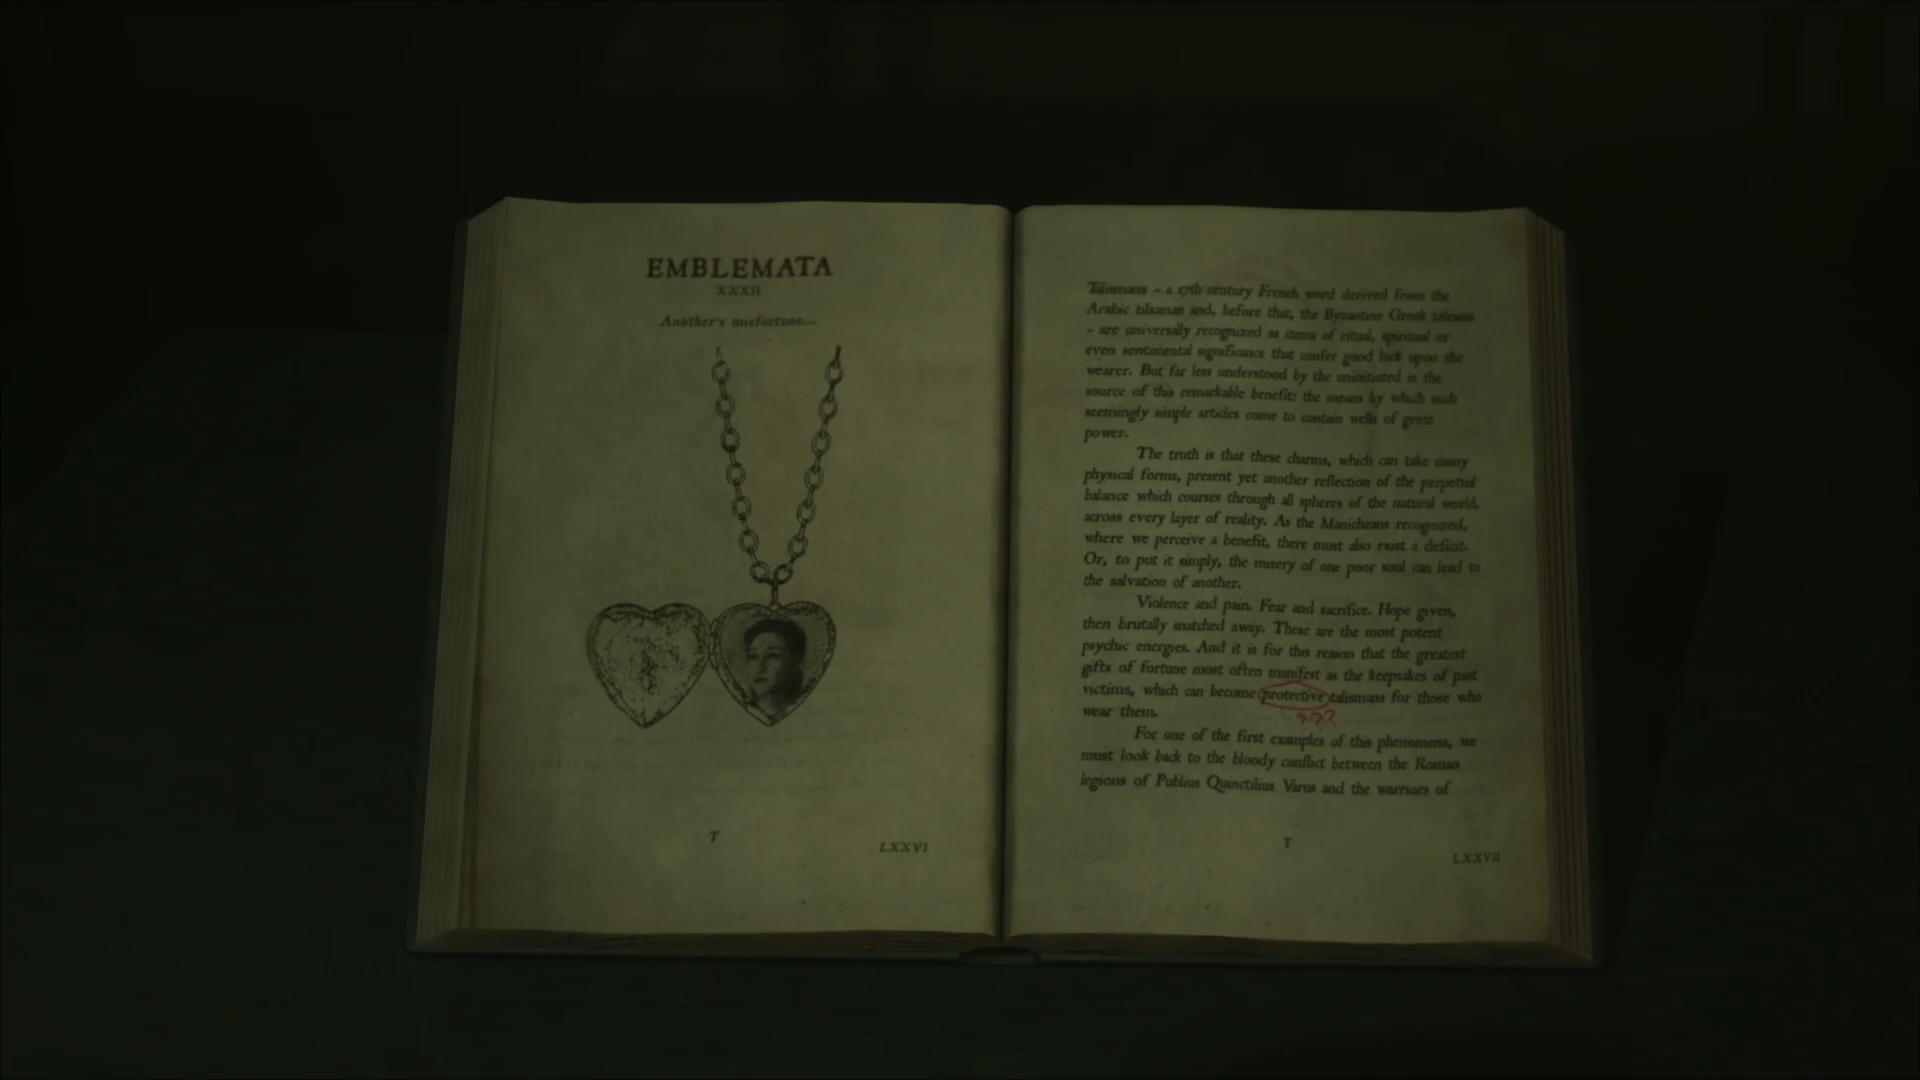 EMBLEMATA
XXXII
Another's misfortune...
T
LXXVI
Talismans - a 17th century French word derived from the
Arabic tilsaman and, before that, the Byzantine Greek telesma
- are universally recognized as items of ritual, spiritual or
even sentimental significance that confer good luck upon the
wearer. But far less understood by the uninitiated is the
source of this remarkable benefit: the means by which such
seemingly simple articles come to contain wells of great
power.
The truth is that these charms, which can take many
physical forms, present yet another reflection of the perpetual
balance which courses through all spheres of the natural world,
across every layer of reality. As the Manicheans recognized,
where we perceive a benefit, there must also exist a deficit.
Or, to put it simply, the misery of one poor soul can lead to
the salvation of another.
Violence and pain. Fear and sacrifice. Hope given,
then brutally snatched away. These are the most potent
psychic energies. And it is for this reason that the greatest
gifts of fortune most often manifest as the keepsakes of past
victims, which can become protective talismans for those who
wear them.
???
For one of the first examples of this phenomena, we
must look back to the bloody conflict between the Roman
legions of Publius Quinctilius Varus and the warriors of
T
LXXVII